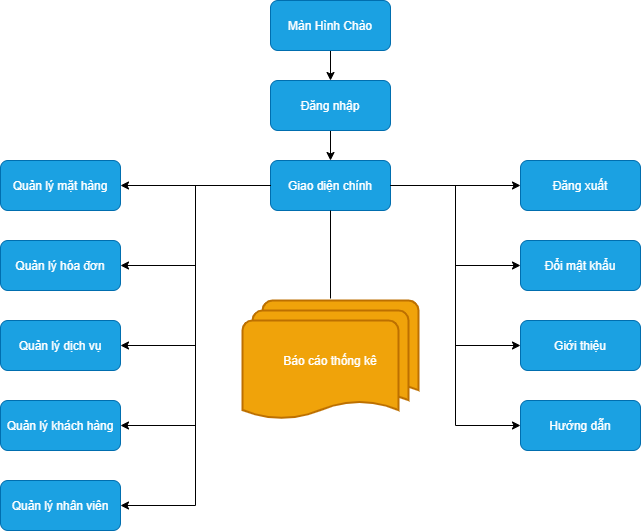 Màn Hình Chào
Đăng nhập
Quản lý mặt hàng
Giao diện chính
Đăng xuất
Quản lý hóa đơn
Đổi mật khẩu
Quản lý dịch vụ
Báo cáo thống kê
Giới thiệu
Quản lý khách hàng
Hướng dẫn
Quản lý nhân viên